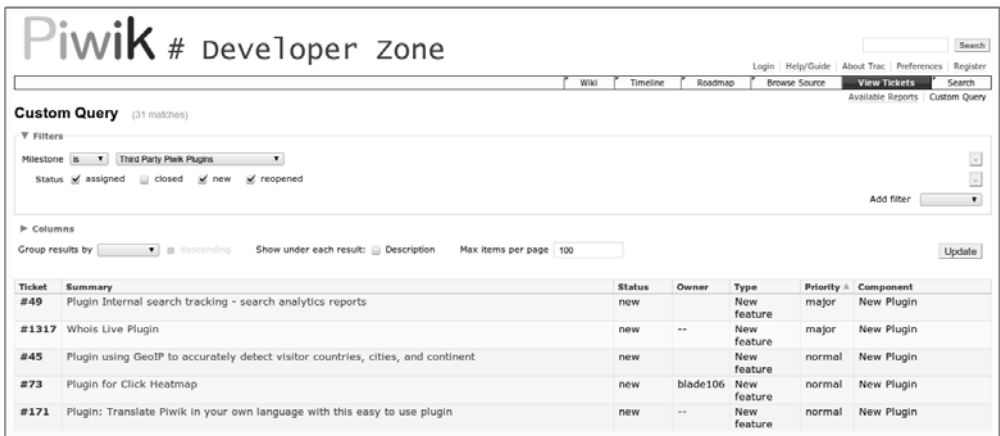 Piwik # Developer Zone
Search
Login | Help/Guide | About Trac | Preferences | Register
Wiki Timeline Roadmap Browse Source View Tickets Search
Available Reports | Custom Query
Custom Query (31 matches)
▼ Filters
Milestone is Third Party Piwik Plugins -
Status assigned closed new reopened -
Add filter
▶ Columns
Group results by descending Show under each result: Description Max items per page 100 Update
Ticket Summary Status Owner Type Priority Component
#49 Plugin Internal search tracking - search analytics reports new New feature major New Plugin
#1317 Whois Live Plugin new -- New feature major New Plugin
#45 Plugin using GeoIP to accurately detect visitor countries, cities, and continent new New feature normal New Plugin
#73 Plugin for Click Heatmap new blade106 New feature normal New Plugin
#171 Plugin: Translate Piwik in your own language with this easy to use plugin new -- New feature normal New Plugin